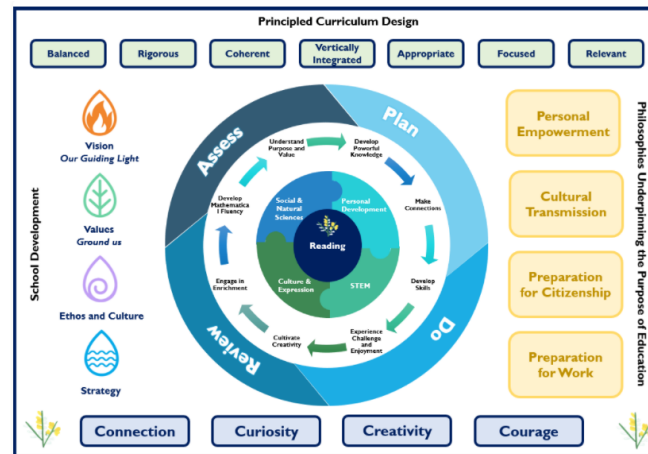 Principled Curriculum Design
Balanced
Rigorous
Coherent
Vertically
Integrated
Appropriate
Focused
Relevant
School Development
Vision
Our Guiding Light
Values
Ground us
Ethos and Culture
Strategy
Assess
Plan
Do
Review
Understand
Purpose and
Value
Develop
Powerful
Knowledge
Make
Connections
Develop
Skills
Experience
Challenge
and
Enjoyment
Cultivate
Creativity
Engage in
Enrichment
Develop
Mathematica
l Fluency
Social &
Natural
Sciences
Personal
Development
Reading
Culture &
Expression
STEM
Personal
Empowerment
Cultural
Transmission
Preparation
for Citizenship
Preparation
for Work
Philosophies Underpinning the Purpose of Education
Connection
Curiosity
Creativity
Courage